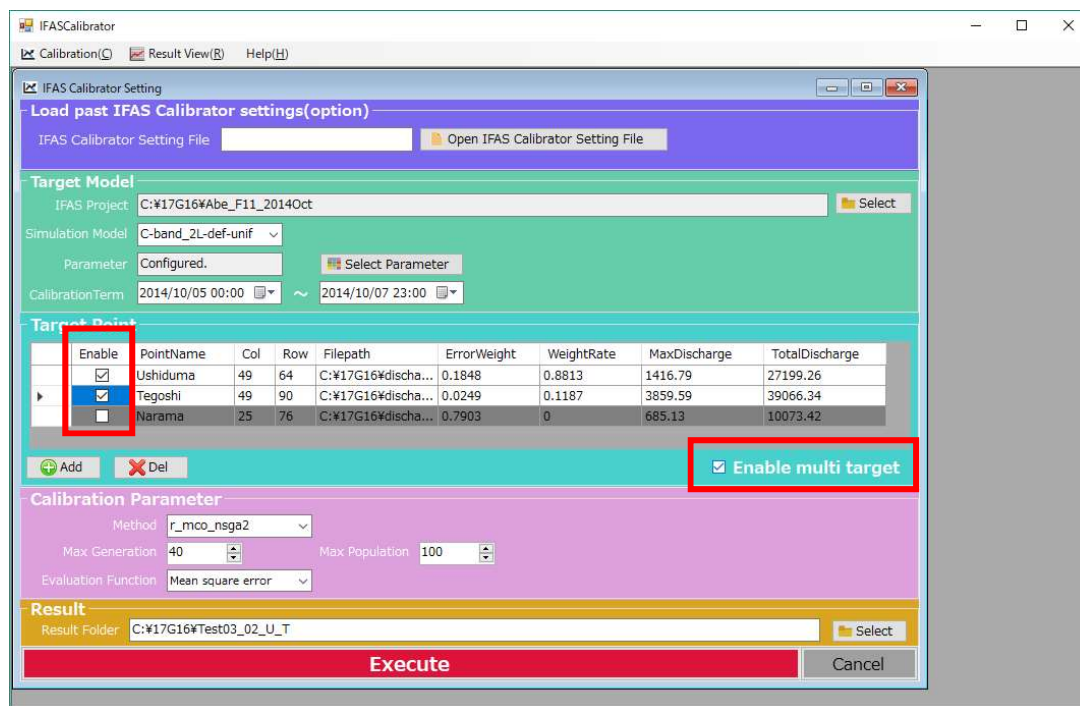 IFASCalibrator
Calibration(C) Result View(R) Help(H)
IFAS Calibrator Setting
Load past IFAS Calibrator settings(option)
IFAS Calibrator Setting File Open IFAS Calibrator Setting File
Target Model
IFAS Project C:¥17G16¥Abe_F11_2014Oct Select
Simulation Model C-band_2L-def-unif
Parameter Configured. Select Parameter
CalibrationTerm 2014/10/05 00:00 ～ 2014/10/07 23:00
Target Point
Enable PointName Col Row Filepath ErrorWeight WeightRate MaxDischarge TotalDischarge
Ushiduma 49 64 C:¥17G16¥discha... 0.1848 0.8813 1416.79 27199.26
Tegoshi 49 90 C:¥17G16¥discha... 0.0249 0.1187 3859.59 39066.34
Narama 25 76 C:¥17G16¥discha... 0.7903 0 685.13 10073.42
Add Del Enable multi target
Calibration Parameter
Method r_mco_nsga2
Max Generation 40 Max Population 100
Evaluation Function Mean square error
Result
Result Folder C:¥17G16¥Test03_02_U_T Select
Execute Cancel